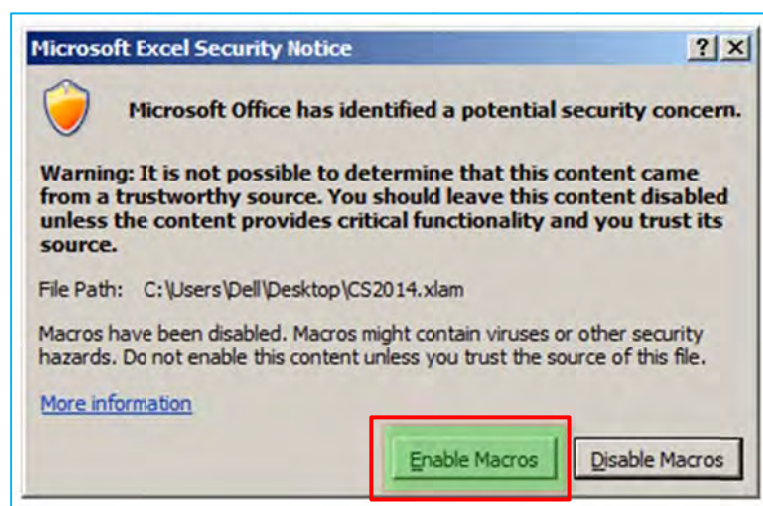 Microsoft Excel Security Notice
? X
Microsoft Office has identified a potential security concern.
Warning: It is not possible to determine that this content came
from a trustworthy source. You should leave this content disabled
unless the content provides critical functionality and you trust its
source.
File Path: C:\Users\Dell\Desktop\CS2014.xlam
Macros have been disabled. Macros might contain viruses or other security
hazards. Do not enable this content unless you trust the source of this file.
More information
Enable Macros Disable Macros